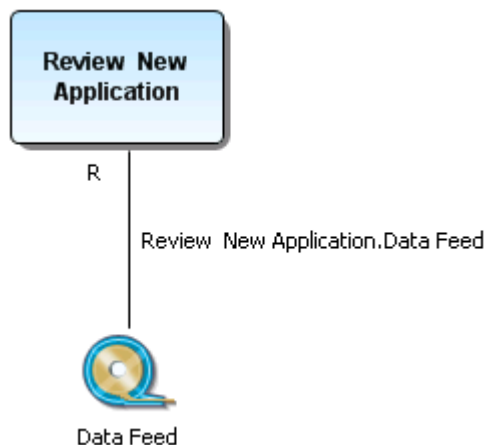 Review New
Application
R
Review New Application.Data Feed
Data Feed